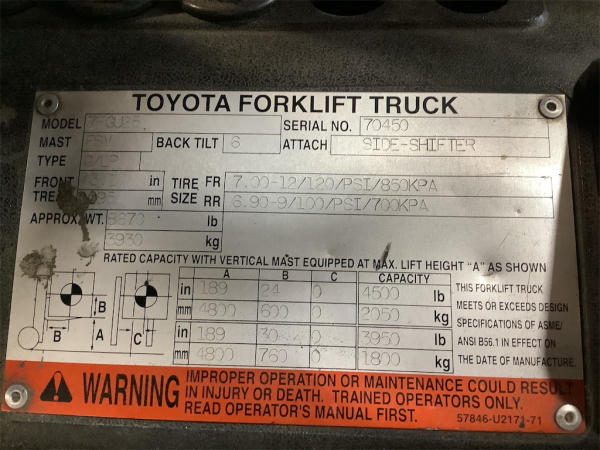 TOYOTA FORKLIFT TRUCK
MODEL SERIAL NO. 70450
MAST FSV BACK TILT 6 ATTACH SIDE-SHIFTER
TYPE G/LP
FRONT in TIRE FR 7.00-12/120/PSI/850KPA
TREAD SIZE RR 6.90-9/100/PSI/700KPA
APPROX. WT. 8670 lb
3930 kg
RATED CAPACITY WITH VERTICAL MAST EQUIPPED AT MAX. LIFT HEIGHT "A" AS SHOWN
A B C CAPACITY
in 189 24 0 4500 lb
mm 4800 600 0 2050 kg
in 189 30 0 3950 lb
mm 4800 760 0 1800 kg
B B A C
THIS FORKLIFT TRUCK
MEETS OR EXCEEDS DESIGN
SPECIFICATIONS OF ASME/
ANSI B56.1 IN EFFECT ON
THE DATE OF MANUFACTURE.
WARNING
IMPROPER OPERATION OR MAINTENANCE COULD RESULT
IN INJURY OR DEATH. TRAINED OPERATORS ONLY.
READ OPERATOR'S MANUAL FIRST.
57846-U2171-71